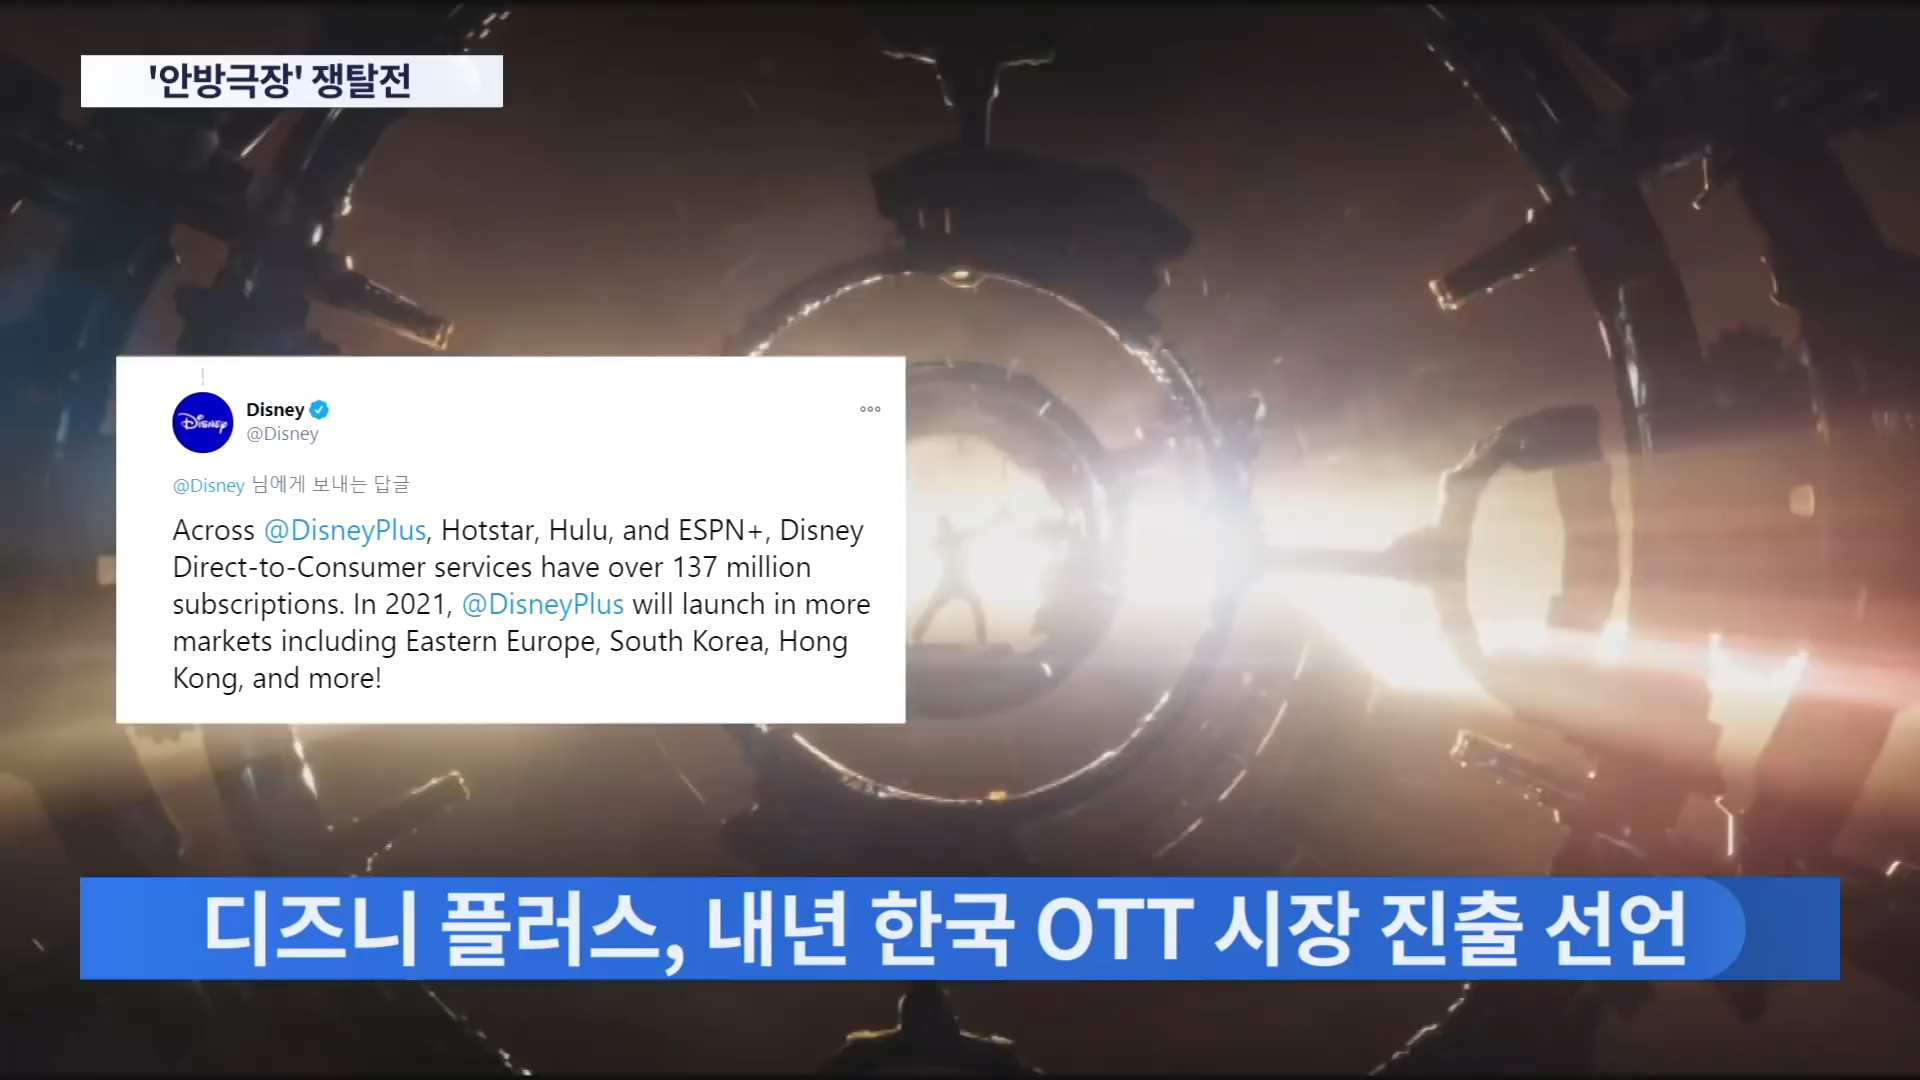 '안방극장' 쟁탈전
Disney
Disney
@Disney
@Disney 님에게 보내는 답글
Across @DisneyPlus, Hotstar, Hulu, and ESPN+, Disney
Direct-to-Consumer services have over 137 million
subscriptions. In 2021, @DisneyPlus will launch in more
markets including Eastern Europe, South Korea, Hong
Kong, and more!
디즈니 플러스, 내년 한국 OTT 시장 진출 선언